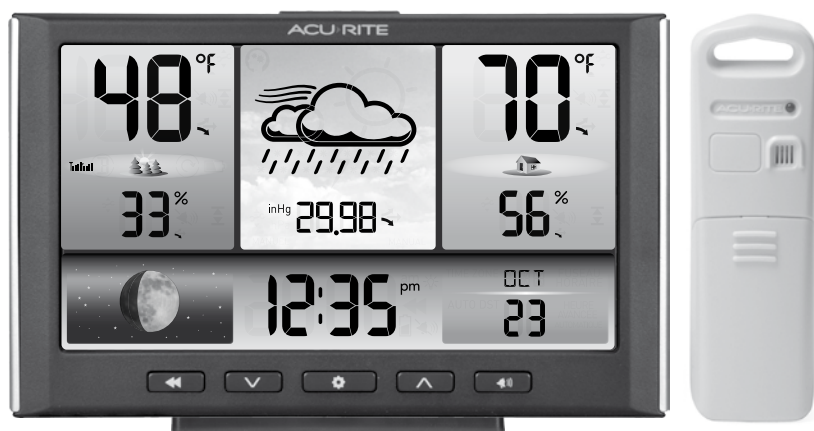 ACU RITE
48 °F
70 °F
33 %
inHg 29.98
56 %
12:35 pm
OCT
23
ACU RITE